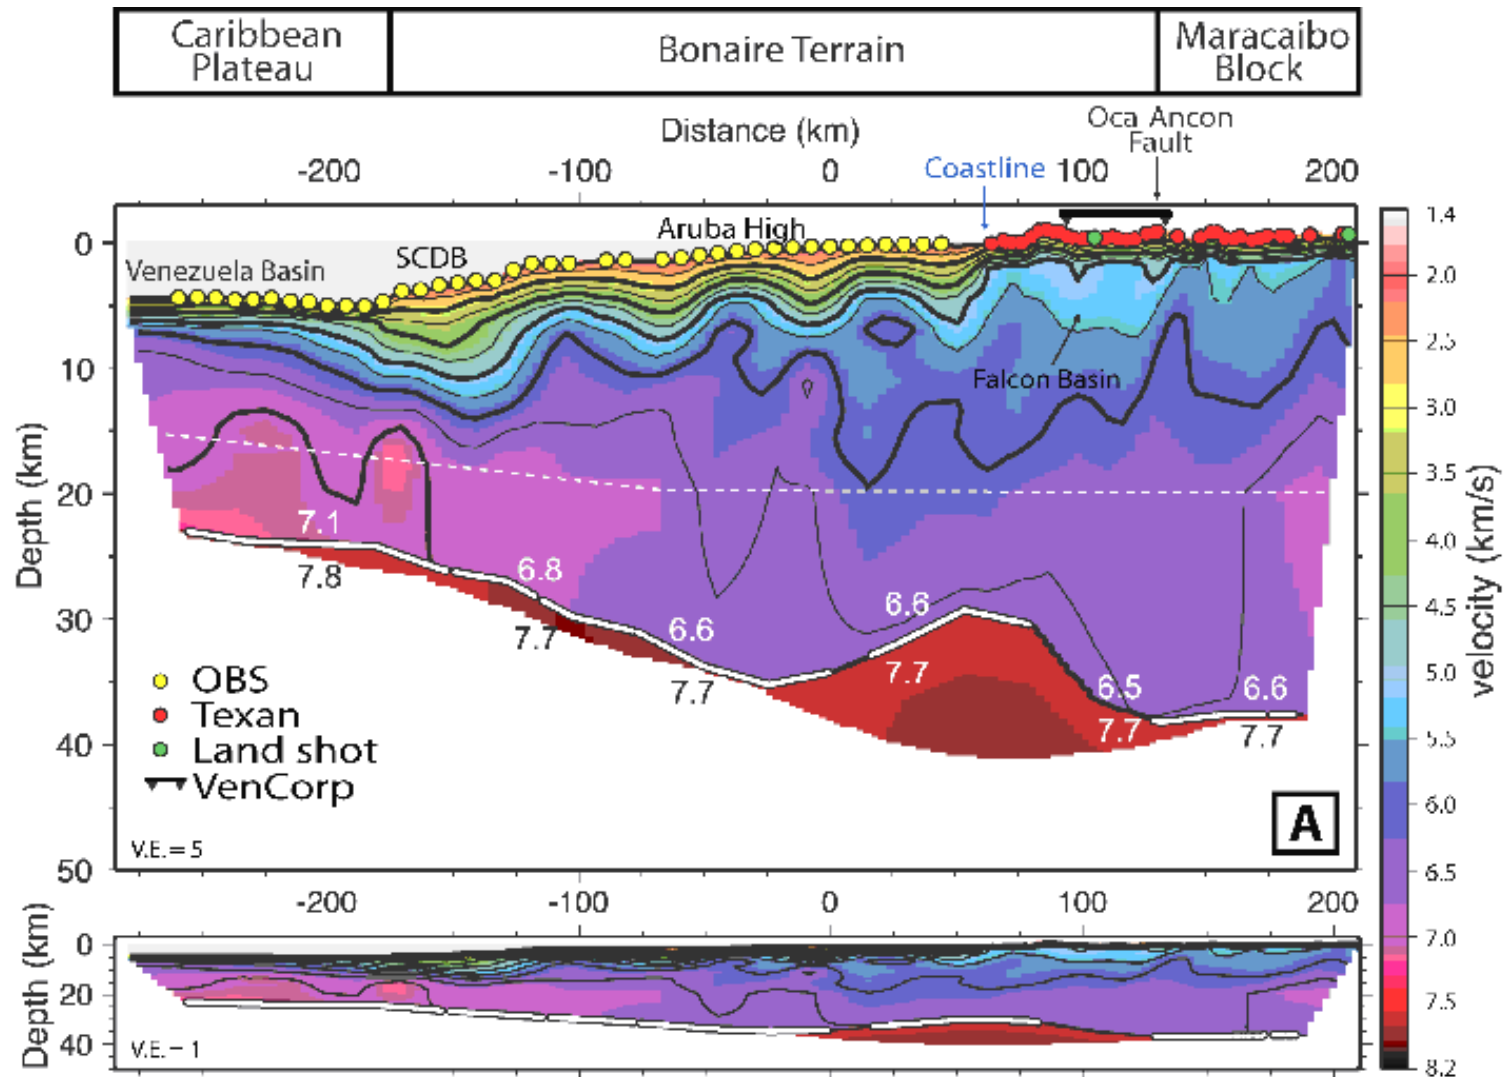 Caribbean
Plateau
Bonaire Terrain
Maracaibo
Block
Distance (km)
Oca Ancon
Fault
-200 -100 0 Coastline 100 200
Aruba High
SCDB
Venezuela Basin
Falcon Basin
0
10
20
30
40
50
Depth (km)
7.1
7.8
6.8
7.7
6.6
7.7
6.6
7.7
6.5
7.7
6.6
7.7
OBS
Texan
Land shot
VenCorp
V.E.= 5
A
1.4
2.0
2.5
3.0
3.5
4.0
4.5
5.0
5.5
6.0
6.5
7.0
7.5
8.2
velocity (km/s)
-200 -100 0 100 200
0
20
40
Depth (km)
V.E.= 1